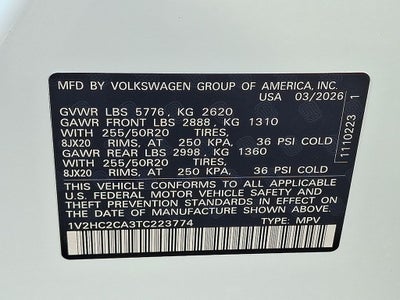 MFD BY VOLKSWAGEN GROUP OF AMERICA, INC.
USA 03/2026
GVWR LBS 5776, KG 2620
GAWR FRONT LBS 2888, KG 1310
WITH 255/50R20 TIRES,
8JX20 RIMS, AT 250 KPA, 36 PSI COLD
GAWR REAR LBS 2998, KG 1360
WITH 255/50R20 TIRES,
8JX20 RIMS, AT 250 KPA, 36 PSI COLD
THIS VEHICLE CONFORMS TO ALL APPLICABLE
U.S. FEDERAL MOTOR VEHICLE SAFETY AND
THEFT PREVENTION STANDARDS IN EFFECT ON
THE DATE OF MANUFACTURE SHOWN ABOVE.
1V2HC2CA3TC223774 TYPE: MPV
1110223 1